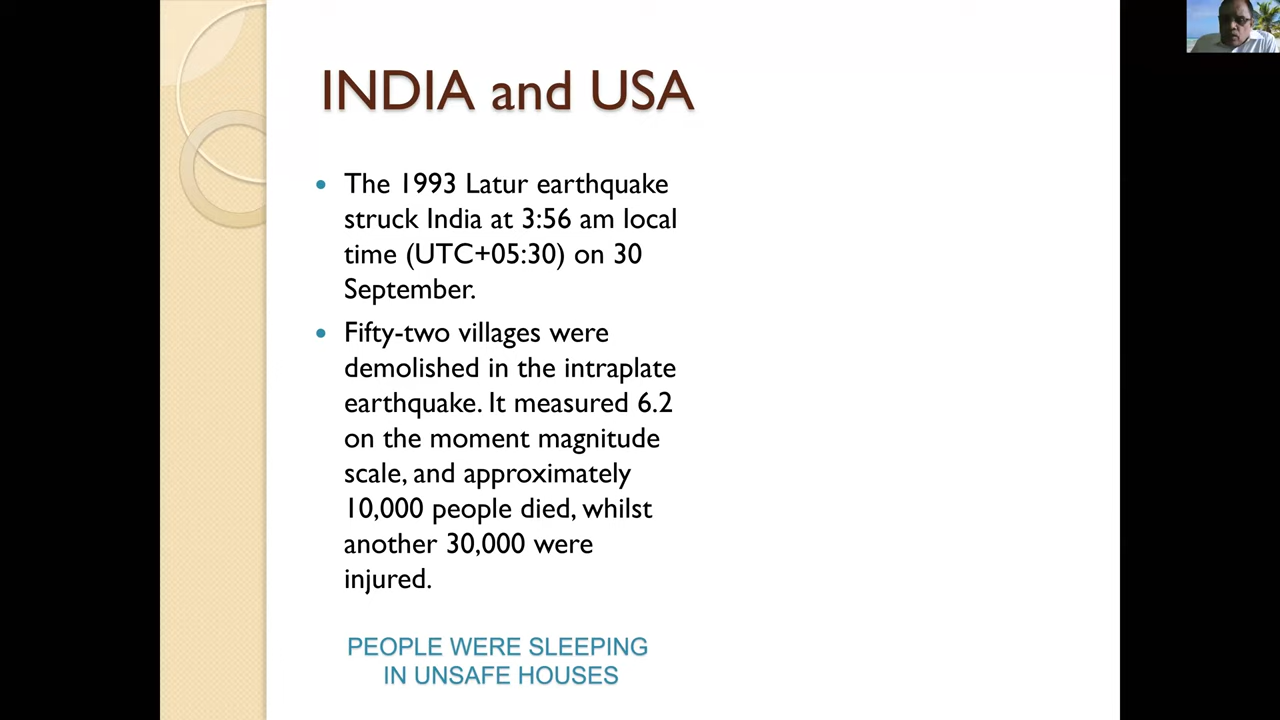 INDIA and USA
The 1993 Latur earthquake
struck India at 3:56 am local
time (UTC+05:30) on 30
September.
Fifty-two villages were
demolished in the intraplate
earthquake. It measured 6.2
on the moment magnitude
scale, and approximately
10,000 people died, whilst
another 30,000 were
injured.
PEOPLE WERE SLEEPING
IN UNSAFE HOUSES